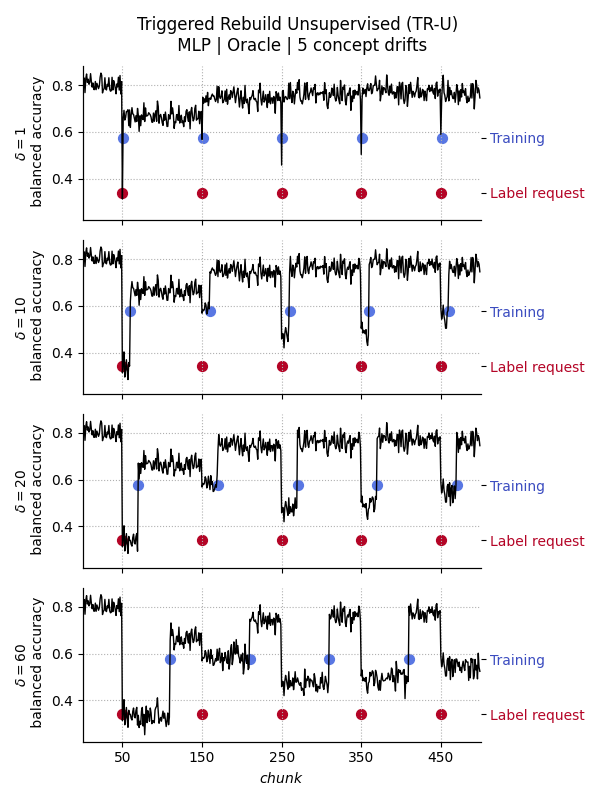 Triggered Rebuild Unsupervised (TR-U)
MLP | Oracle | 5 concept drifts
δ = 1
balanced accuracy
0.8
0.6
0.4
Training
Label request
δ = 10
balanced accuracy
0.8
0.6
0.4
Training
Label request
δ = 20
balanced accuracy
0.8
0.6
0.4
Training
Label request
δ = 60
balanced accuracy
0.8
0.6
0.4
Training
Label request
50 150 250 350 450
chunk